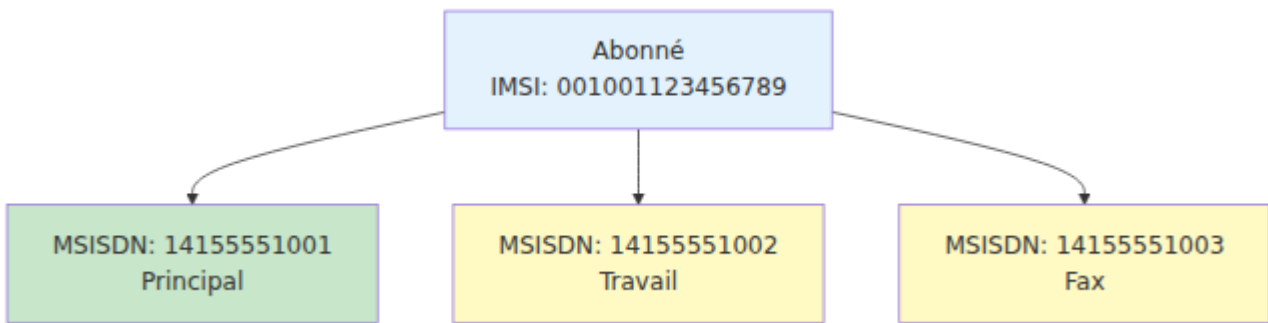 Abonné
IMSI: 001001123456789
MSISDN: 14155551001
Principal
MSISDN: 14155551002
Travail
MSISDN: 14155551003
Fax